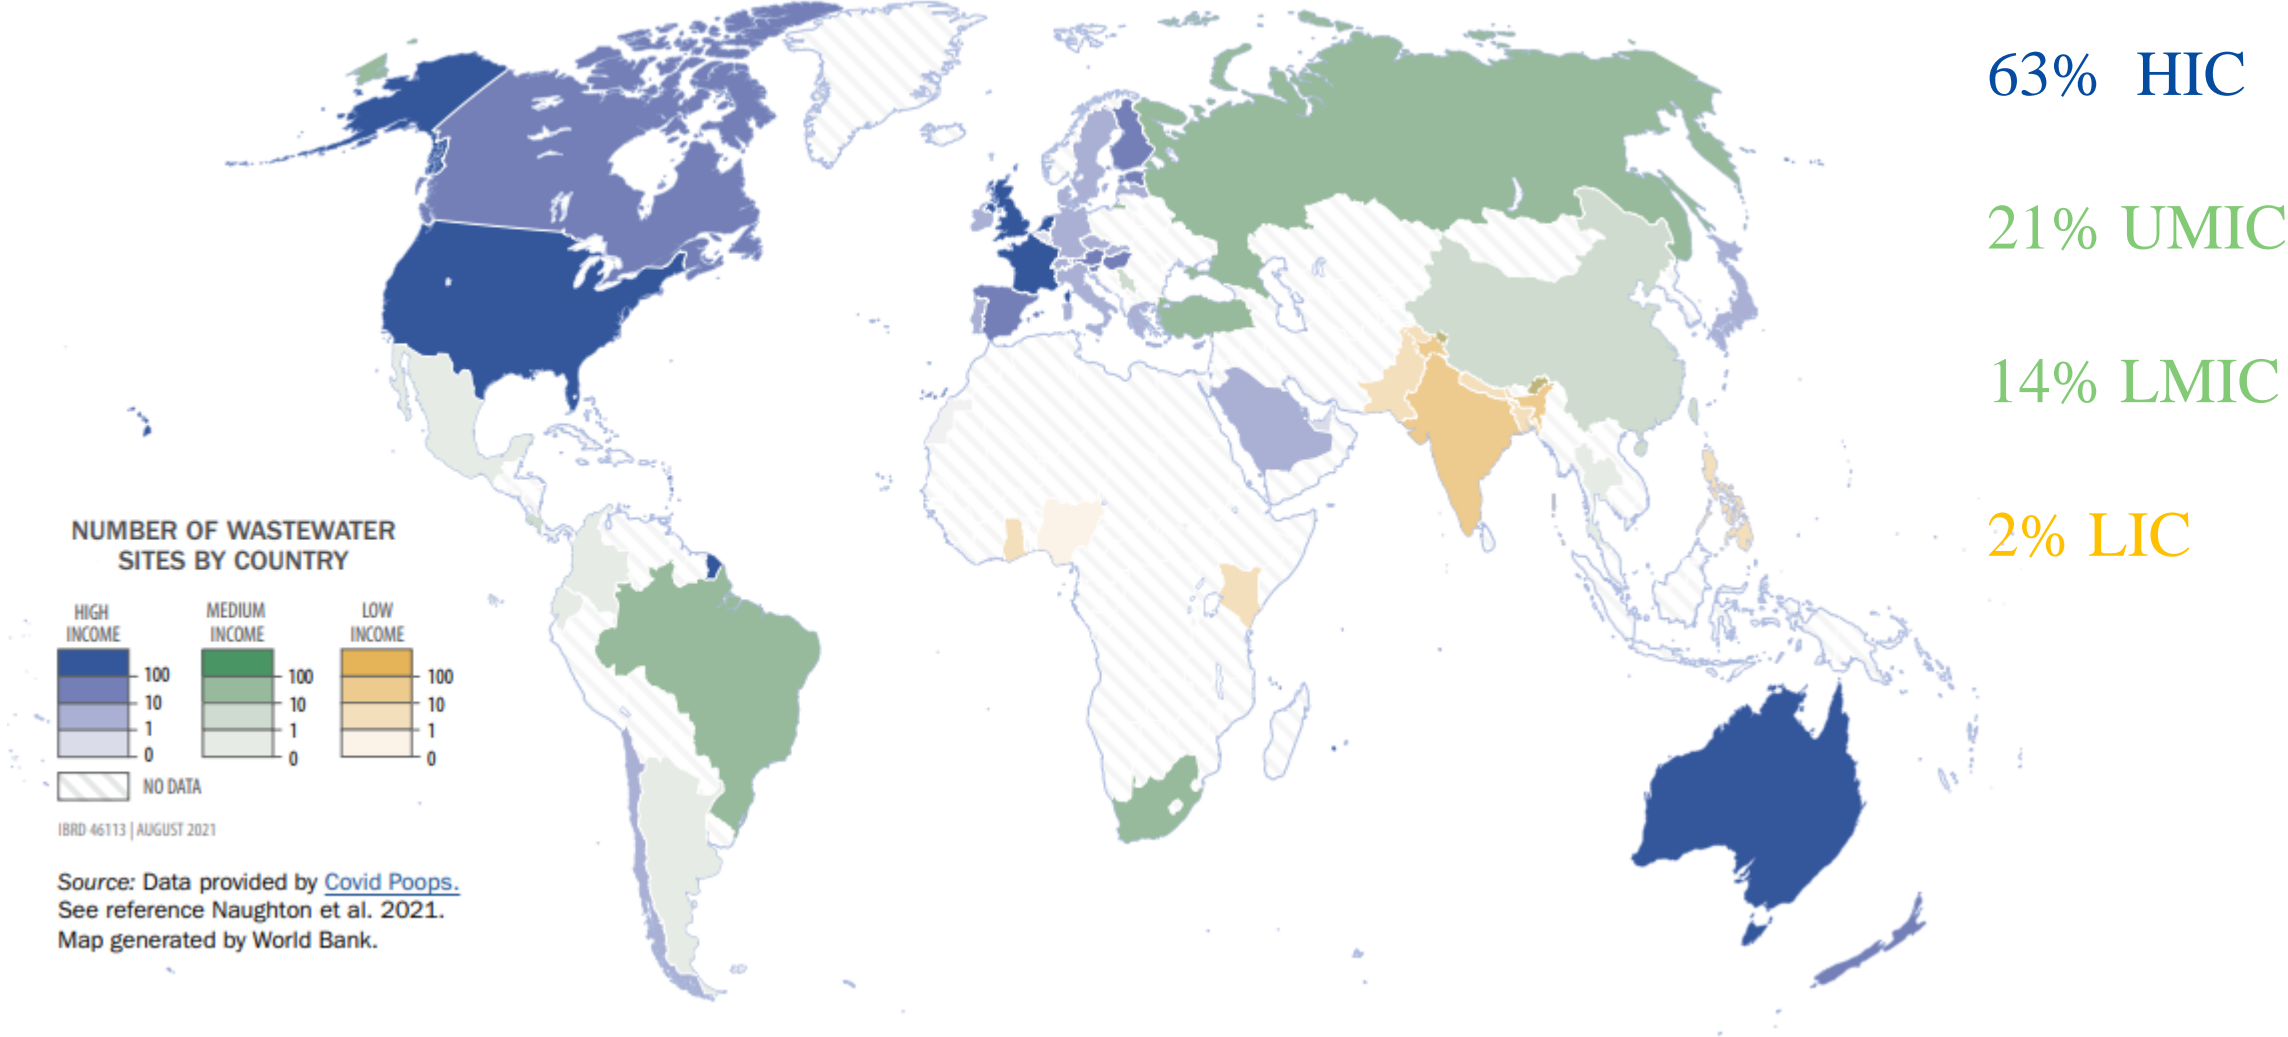 63% HIC
21% UMIC
14% LMIC
2% LIC
NUMBER OF WASTEWATER
SITES BY COUNTRY
HIGH
INCOME
100
10
1
0
MEDIUM
INCOME
100
10
1
0
LOW
INCOME
100
10
1
0
NO DATA
IBRD 46113 | AUGUST 2021
Source: Data provided by Covid Poops.
See reference Naughton et al. 2021.
Map generated by World Bank.